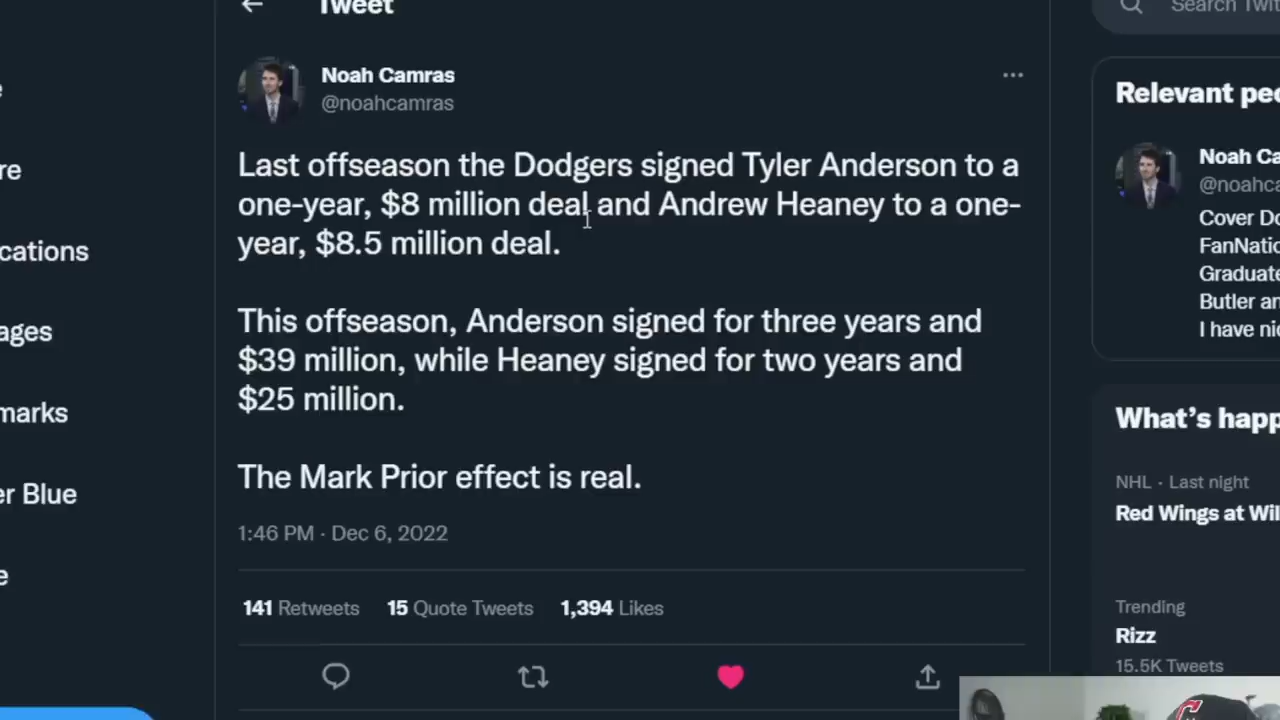 Tweet
Search Twit
Noah Camras
@noahcamras
Last offseason the Dodgers signed Tyler Anderson to a
one-year, $8 million deal and Andrew Heaney to a one-
year, $8.5 million deal.
This offseason, Anderson signed for three years and
$39 million, while Heaney signed for two years and
$25 million.
The Mark Prior effect is real.
1:46 PM · Dec 6, 2022
141 Retweets 15 Quote Tweets 1,394 Likes
re
cations
ages
marks
er Blue
e
Relevant peo
Noah Ca
@noahca
Cover Do
FanNatio
Graduate
Butler an
I have nic
What's happ
NHL · Last night
Red Wings at Wil
Trending
Rizz
15.5K Tweets